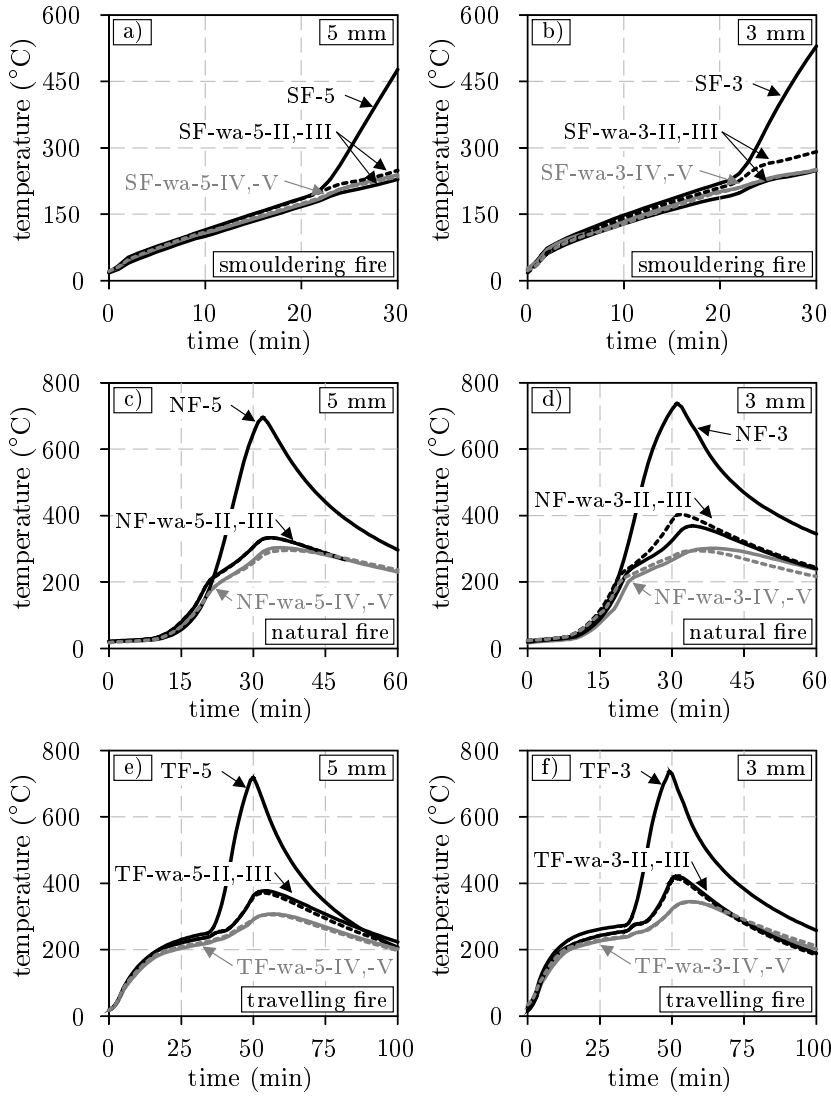 a)
5 mm
SF-5
SF-wa-5-II,-III
SF-wa-5-IV,-V
smouldering fire
temperature (°C)
600
450
300
150
0
0 10 20 30
time (min)
b)
3 mm
SF-3
SF-wa-3-II,-III
SF-wa-3-IV,-V
smouldering fire
temperature (°C)
600
450
300
150
0
0 10 20 30
time (min)
c)
5 mm
NF-5
NF-wa-5-II,-III
NF-wa-5-IV,-V
natural fire
temperature (°C)
800
600
400
200
0
0 15 30 45 60
time (min)
d)
3 mm
NF-3
NF-wa-3-II,-III
NF-wa-3-IV,-V
natural fire
temperature (°C)
800
600
400
200
0
0 15 30 45 60
time (min)
e)
5 mm
TF-5
TF-wa-5-II,-III
TF-wa-5-IV,-V
travelling fire
temperature (°C)
800
600
400
200
0
0 25 50 75 100
time (min)
f)
3 mm
TF-3
TF-wa-3-II,-III
TF-wa-3-IV,-V
travelling fire
temperature (°C)
800
600
400
200
0
0 25 50 75 100
time (min)